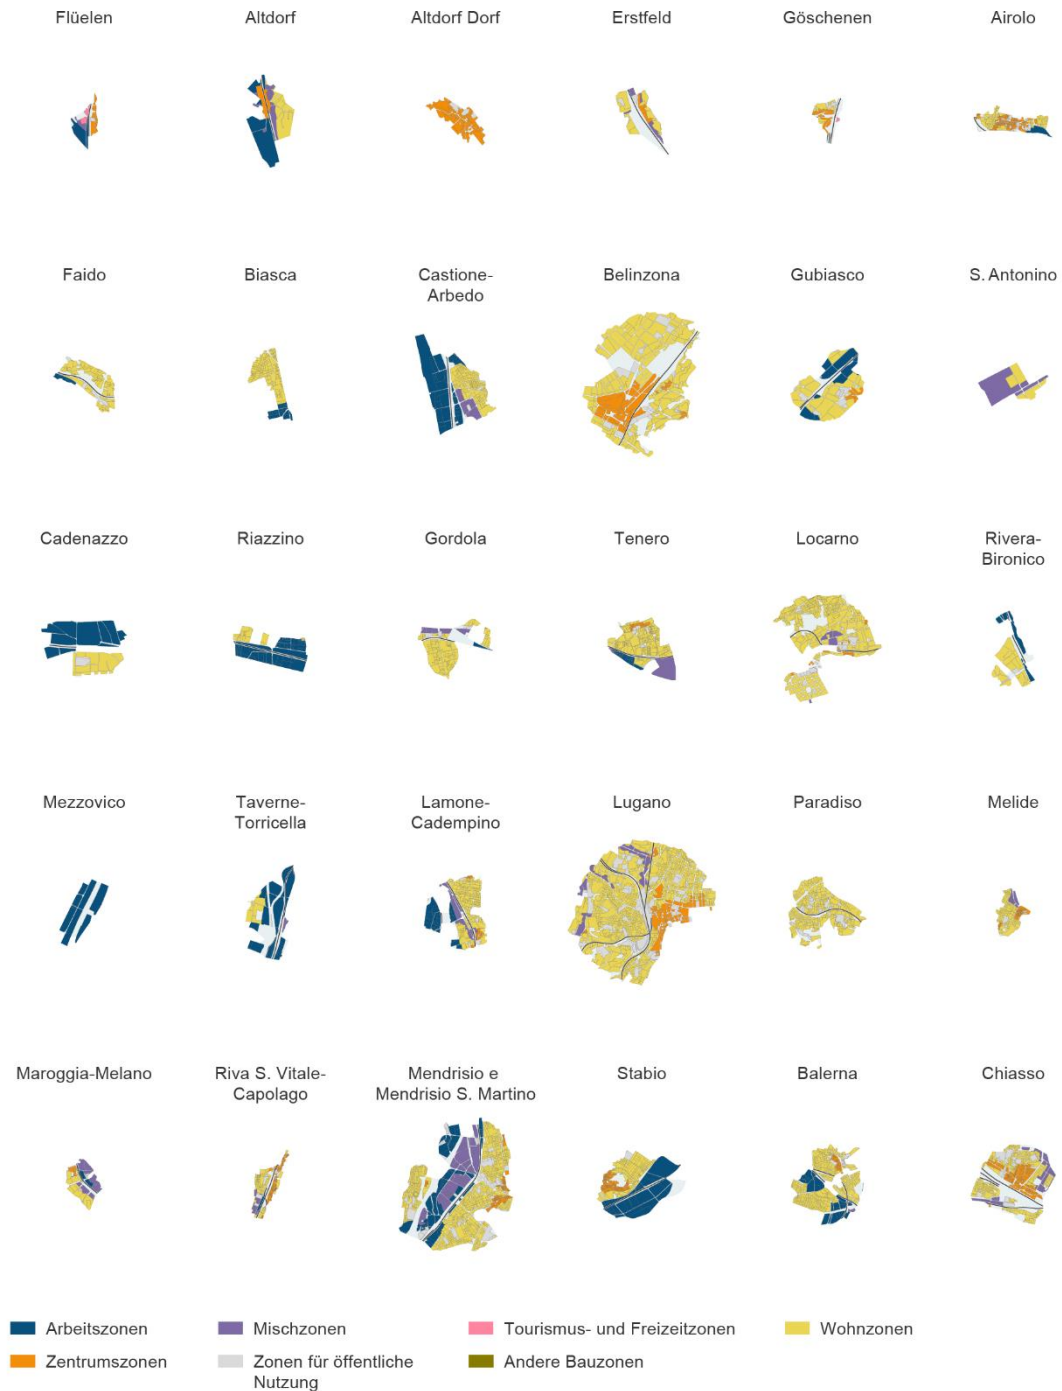 Flüelen
Altdorf
Altdorf Dorf
Erstfeld
Göschenen
Airolo
Faido
Biasca
Castione-
Arbedo
Belinzona
Gubiasco
S. Antonino
Cadenazzo
Riazzino
Gordola
Tenero
Locarno
Rivera-
Bironico
Mezzovico
Taverne-
Torricella
Lamone-
Cadempino
Lugano
Paradiso
Melide
Maroggia-Melano
Riva S. Vitale-
Capolago
Mendrisio e
Mendrisio S. Martino
Stabio
Balerna
Chiasso
Arbeitszonen
Mischzonen
Tourismus- und Freizeitzonen
Wohnzonen
Zentrumszonen
Zonen für öffentliche
Nutzung
Andere Bauzonen